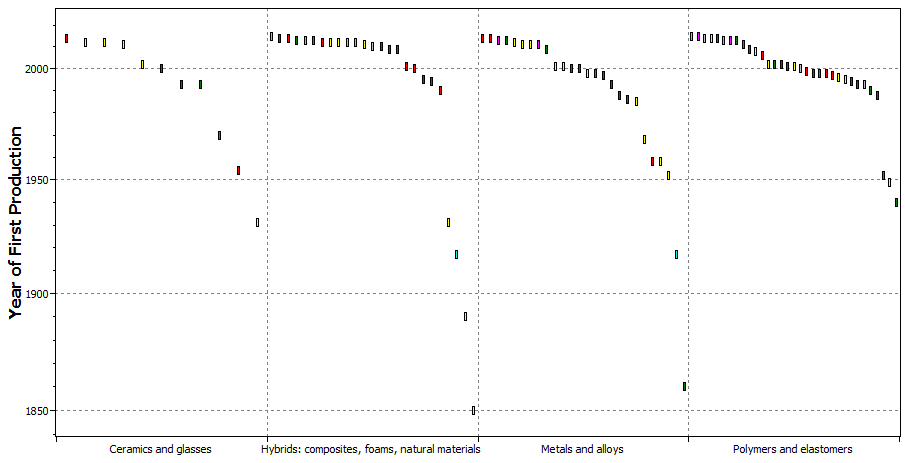 Year of First Production
2000
1950
1900
1850
Ceramics and glasses
Hybrids: composites, foams, natural materials
Metals and alloys
Polymers and elastomers